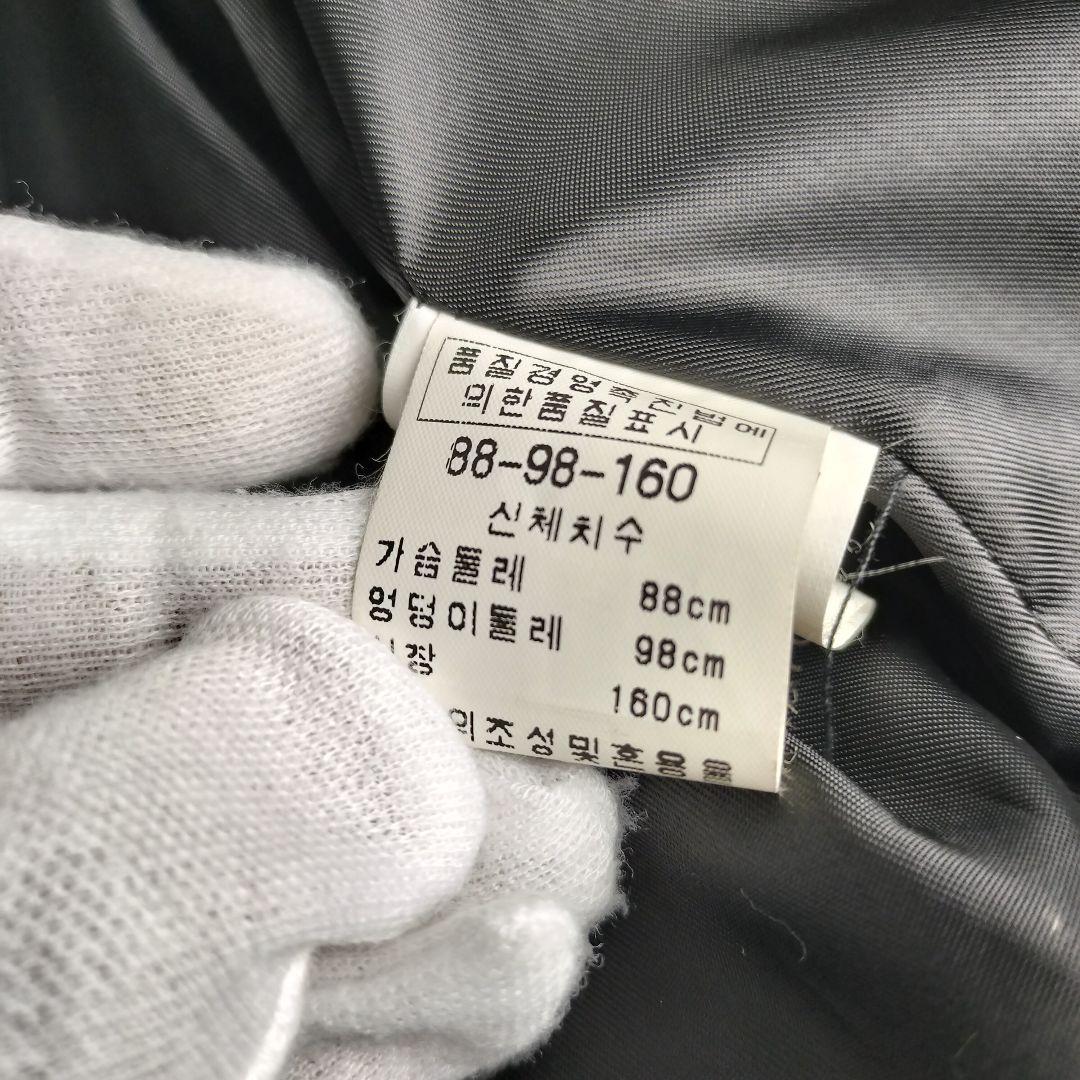 품질경영촉진법에
의한품질표시
88-98-160
신체치수
가슴둘레 88cm
엉덩이둘레 98cm
장 160cm
의조성및혼용율